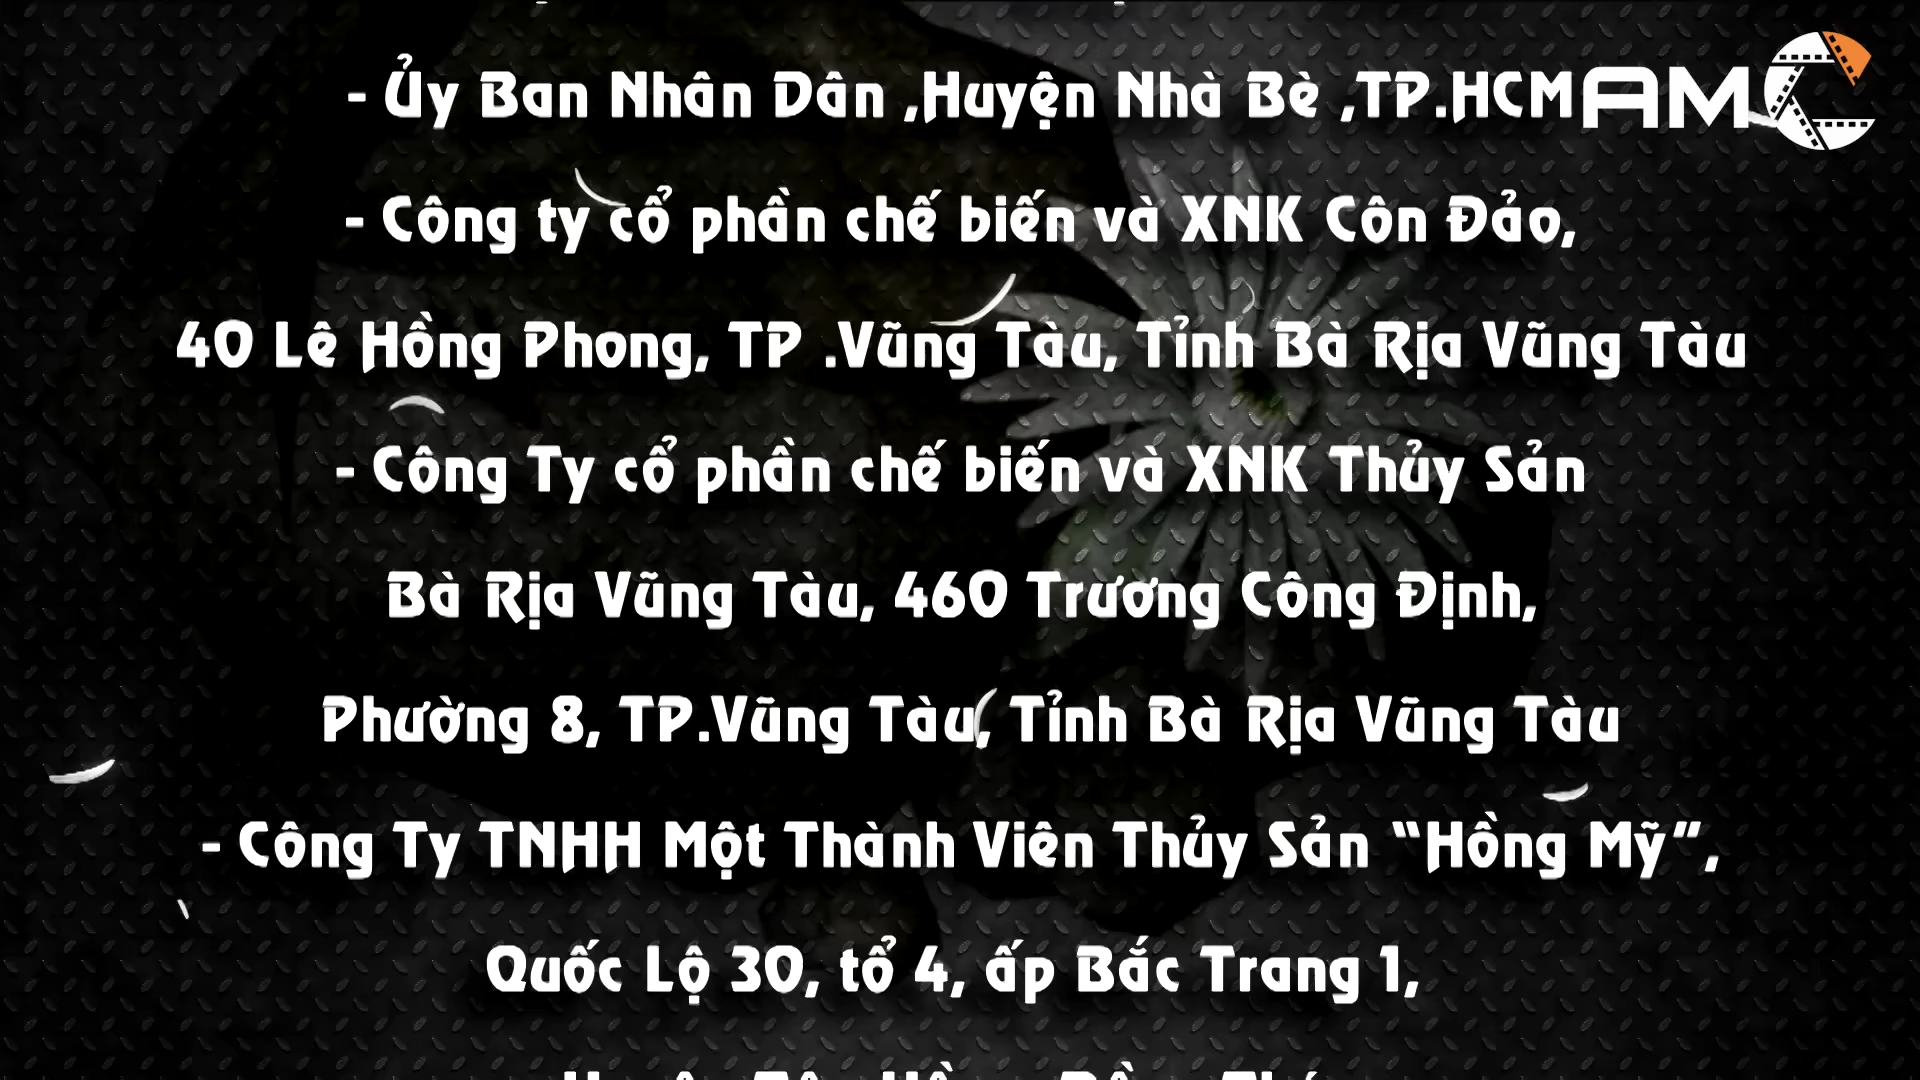 - Ủy Ban Nhân Dân ,Huyện Nhà Bè ,TP.HCM
AMC
- Công ty cổ phần chế biến và XNK Côn Đảo,
40 Lê Hồng Phong, TP .Vũng Tàu, Tỉnh Bà Rịa Vũng Tàu
- Công Ty cổ phần chế biến và XNK Thủy Sản
Bà Rịa Vũng Tàu, 460 Trương Công Định,
Phường 8, TP.Vũng Tàu, Tỉnh Bà Rịa Vũng Tàu
- Công Ty TNHH Một Thành Viên Thủy Sản “Hồng Mỹ”,
Quốc Lộ 30, tổ 4, ấp Bắc Trang 1,